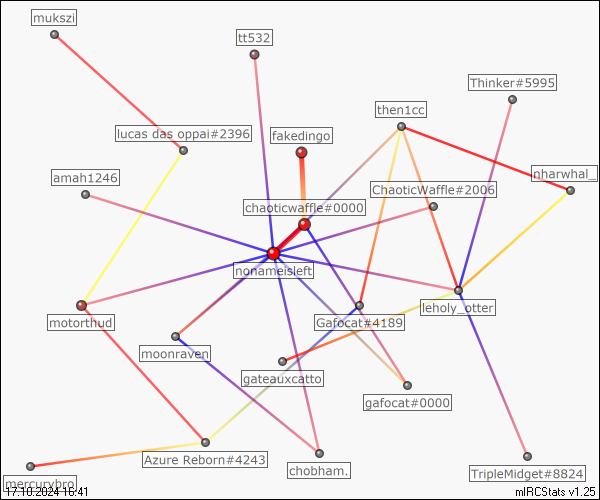 mukszi
tt532
Thinker#5995
then1cc
lucas das oppai#2396
fakedingo
amah1246
nharwhal_
ChaoticWaffle#2006
chaoticwaffle#0000
nonameisleft
leholy_otter
motorthud
Gafocat#4189
moonraven
gateauxcatto
gafocat#0000
Azure Reborn#4243
chobham.
TripleMidget#8824
mercurybro
17.10.2024 16:41
mIRCStats v1.25